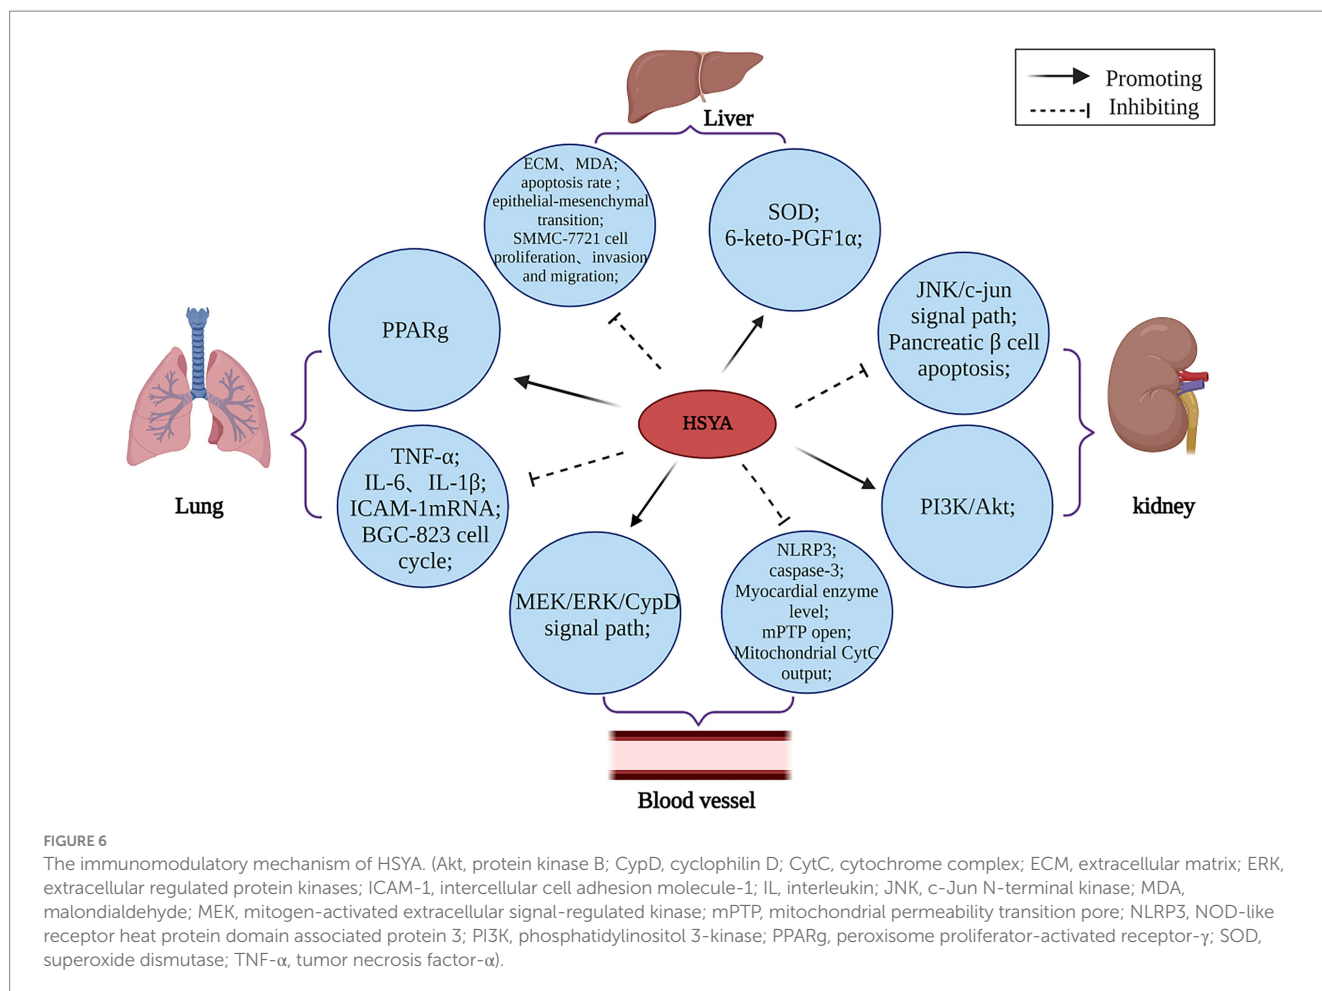 Liver
Promoting
Inhibiting
ECM、MDA;
apoptosis rate ;
epithelial-mesenchymal
transition;
SMMC-7721 cell
proliferation、invasion
and migration;
SOD;
6-keto-PGF1α;
PPARg
JNK/c-jun
signal path;
Pancreatic β cell
apoptosis;
HSYA
Lung
TNF-α;
IL-6、IL-1β;
ICAM-1mRNA;
BGC-823 cell
cycle;
PI3K/Akt;
kidney
MEK/ERK/CypD
signal path;
NLRP3;
caspase-3;
Myocardial enzyme
level;
mPTP open;
Mitochondrial CytC
output;
Blood vessel
FIGURE 6
The immunomodulatory mechanism of HSYA. (Akt, protein kinase B; CypD, cyclophilin D; CytC, cytochrome complex; ECM, extracellular matrix; ERK,
extracellular regulated protein kinases; ICAM-1, intercellular cell adhesion molecule-1; IL, interleukin; JNK, c-Jun N-terminal kinase; MDA,
malondialdehyde; MEK, mitogen-activated extracellular signal-regulated kinase; mPTP, mitochondrial permeability transition pore; NLRP3, NOD-like
receptor heat protein domain associated protein 3; PI3K, phosphatidylinositol 3-kinase; PPARg, peroxisome proliferator-activated receptor-γ; SOD,
superoxide dismutase; TNF-α, tumor necrosis factor-α).